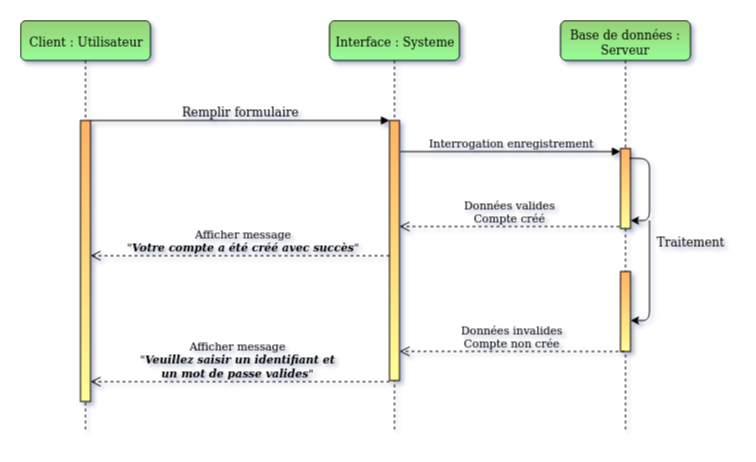 Client : Utilisateur
Interface : Systeme
Base de données :
Serveur
Remplir formulaire
Interrogation enregistrement
Données valides
Compte créé
Afficher message
"Votre compte a été créé avec succès"
Traitement
Données invalides
Compte non crée
Afficher message
"Veuillez saisir un identifiant et
un mot de passe valides"